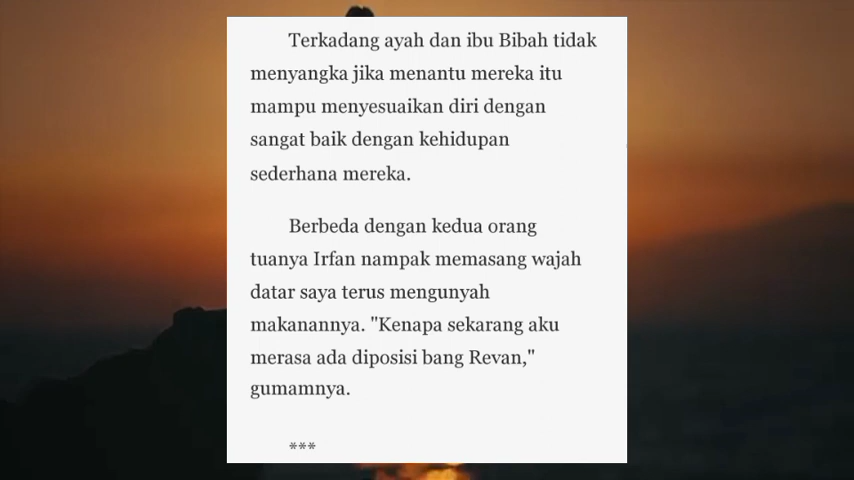 Terkadang ayah dan ibu Bibah tidak
menyangka jika menantu mereka itu
mampu menyesuaikan diri dengan
sangat baik dengan kehidupan
sederhana mereka.
Berbeda dengan kedua orang
tuanya Irfan nampak memasang wajah
datar saya terus mengunyah
makanannya. "Kenapa sekarang aku
merasa ada diposisi bang Revan,"
gumamnya.
***